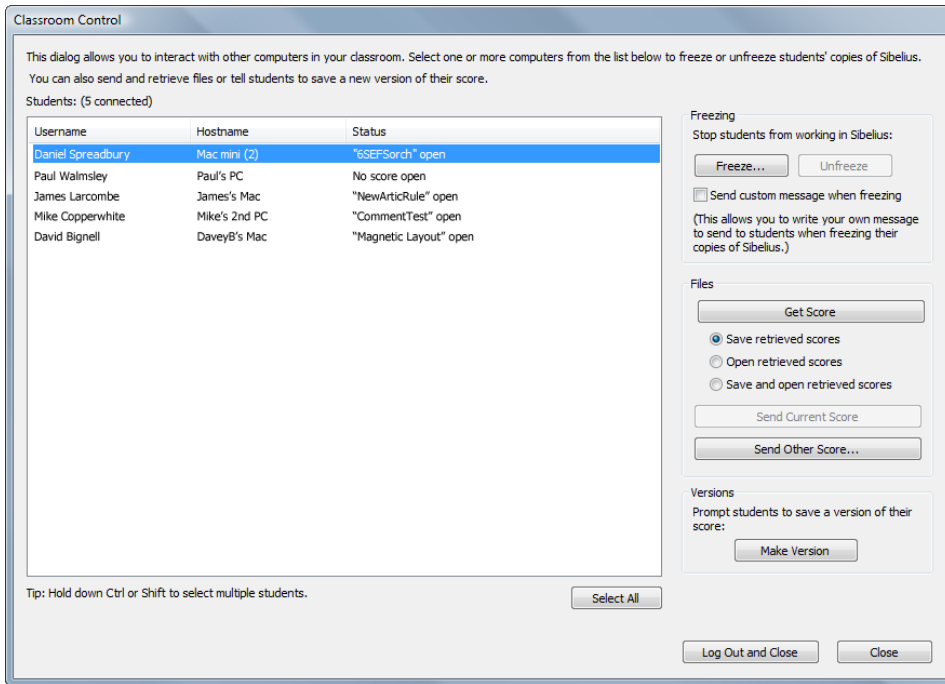 Classroom Control
This dialog allows you to interact with other computers in your classroom. Select one or more computers from the list below to freeze or unfreeze students' copies of Sibelius.
You can also send and retrieve files or tell students to save a new version of their score.
Students: (5 connected)
Username Hostname Status
Daniel Spreadbury Mac mini (2) "6SEFSorch" open
Paul Walmsley Paul's PC No score open
James Larcombe James's Mac "NewArticRule" open
Mike Copperwhite Mike's 2nd PC "CommentTest" open
David Bignell DaveyB's Mac "Magnetic Layout" open
Tip: Hold down Ctrl or Shift to select multiple students.
Select All
Freezing
Stop students from working in Sibelius:
Freeze... Unfreeze
Send custom message when freezing
(This allows you to write your own message
to send to students when freezing their
copies of Sibelius.)
Files
Get Score
Save retrieved scores
Open retrieved scores
Save and open retrieved scores
Send Current Score
Send Other Score...
Versions
Prompt students to save a version of their
score:
Make Version
Log Out and Close Close